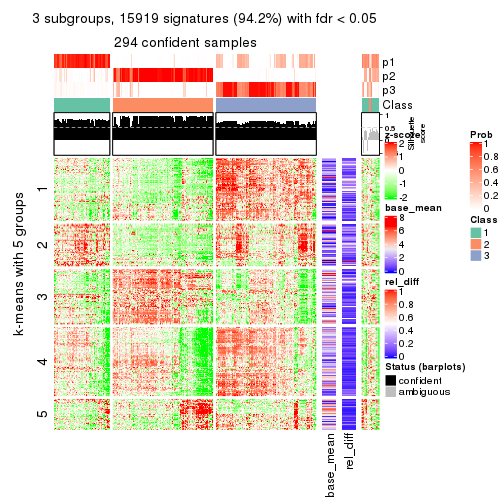 3 subgroups, 15919 signatures (94.2%) with fdr < 0.05
294 confident samples
p1
p2
p3
Class
1
0.5
0
Silhouette
score
k-means with 5 groups
1
2
3
4
5
base_mean
rel_diff
z-score
2
1
0
-1
-2
base_mean
8
6
4
2
0
rel_diff
1
0.8
0.6
0.4
0.2
0
Status (barplots)
confident
ambiguous
Prob
1
0.8
0.6
0.4
0.2
0
Class
1
2
3